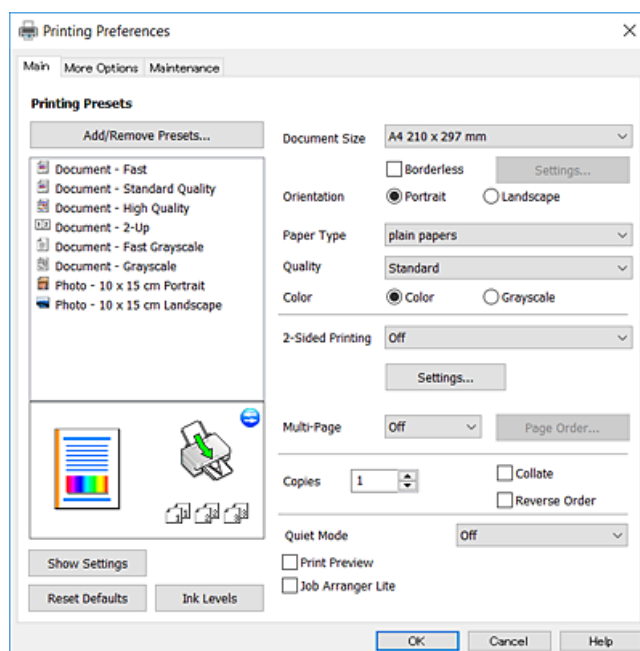 Printing Preferences
Main More Options Maintenance
Printing Presets
Add/Remove Presets...
Document - Fast
Document - Standard Quality
Document - High Quality
Document - 2-Up
Document - Fast Grayscale
Document - Grayscale
Photo - 10 x 15 cm Portrait
Photo - 10 x 15 cm Landscape
Show Settings
Reset Defaults Ink Levels
Document Size A4 210 x 297 mm
Borderless Settings...
Orientation Portrait Landscape
Paper Type plain papers
Quality Standard
Color Color Grayscale
2-Sided Printing Off
Settings...
Multi-Page Off Page Order...
Copies 1 Collate
Reverse Order
Quiet Mode Off
Print Preview
Job Arranger Lite
OK Cancel Help